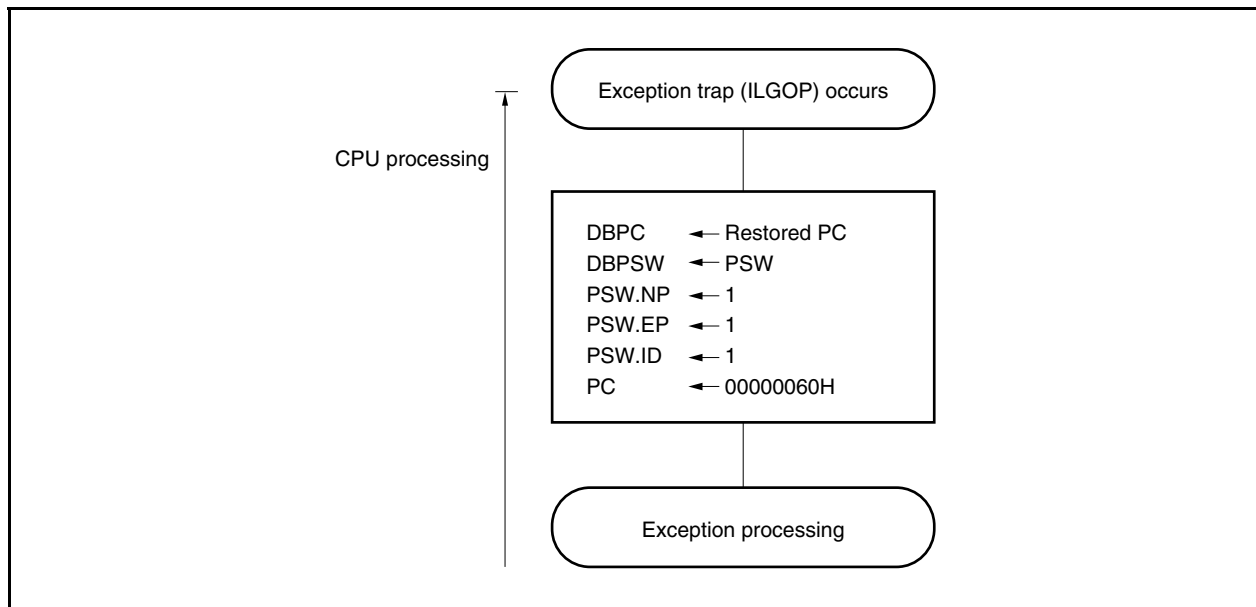 Exception trap (ILGOP) occurs
CPU processing
DBPC ← Restored PC
DBPSW ← PSW
PSW.NP ← 1
PSW.EP ← 1
PSW.ID ← 1
PC ← 00000060H
Exception processing